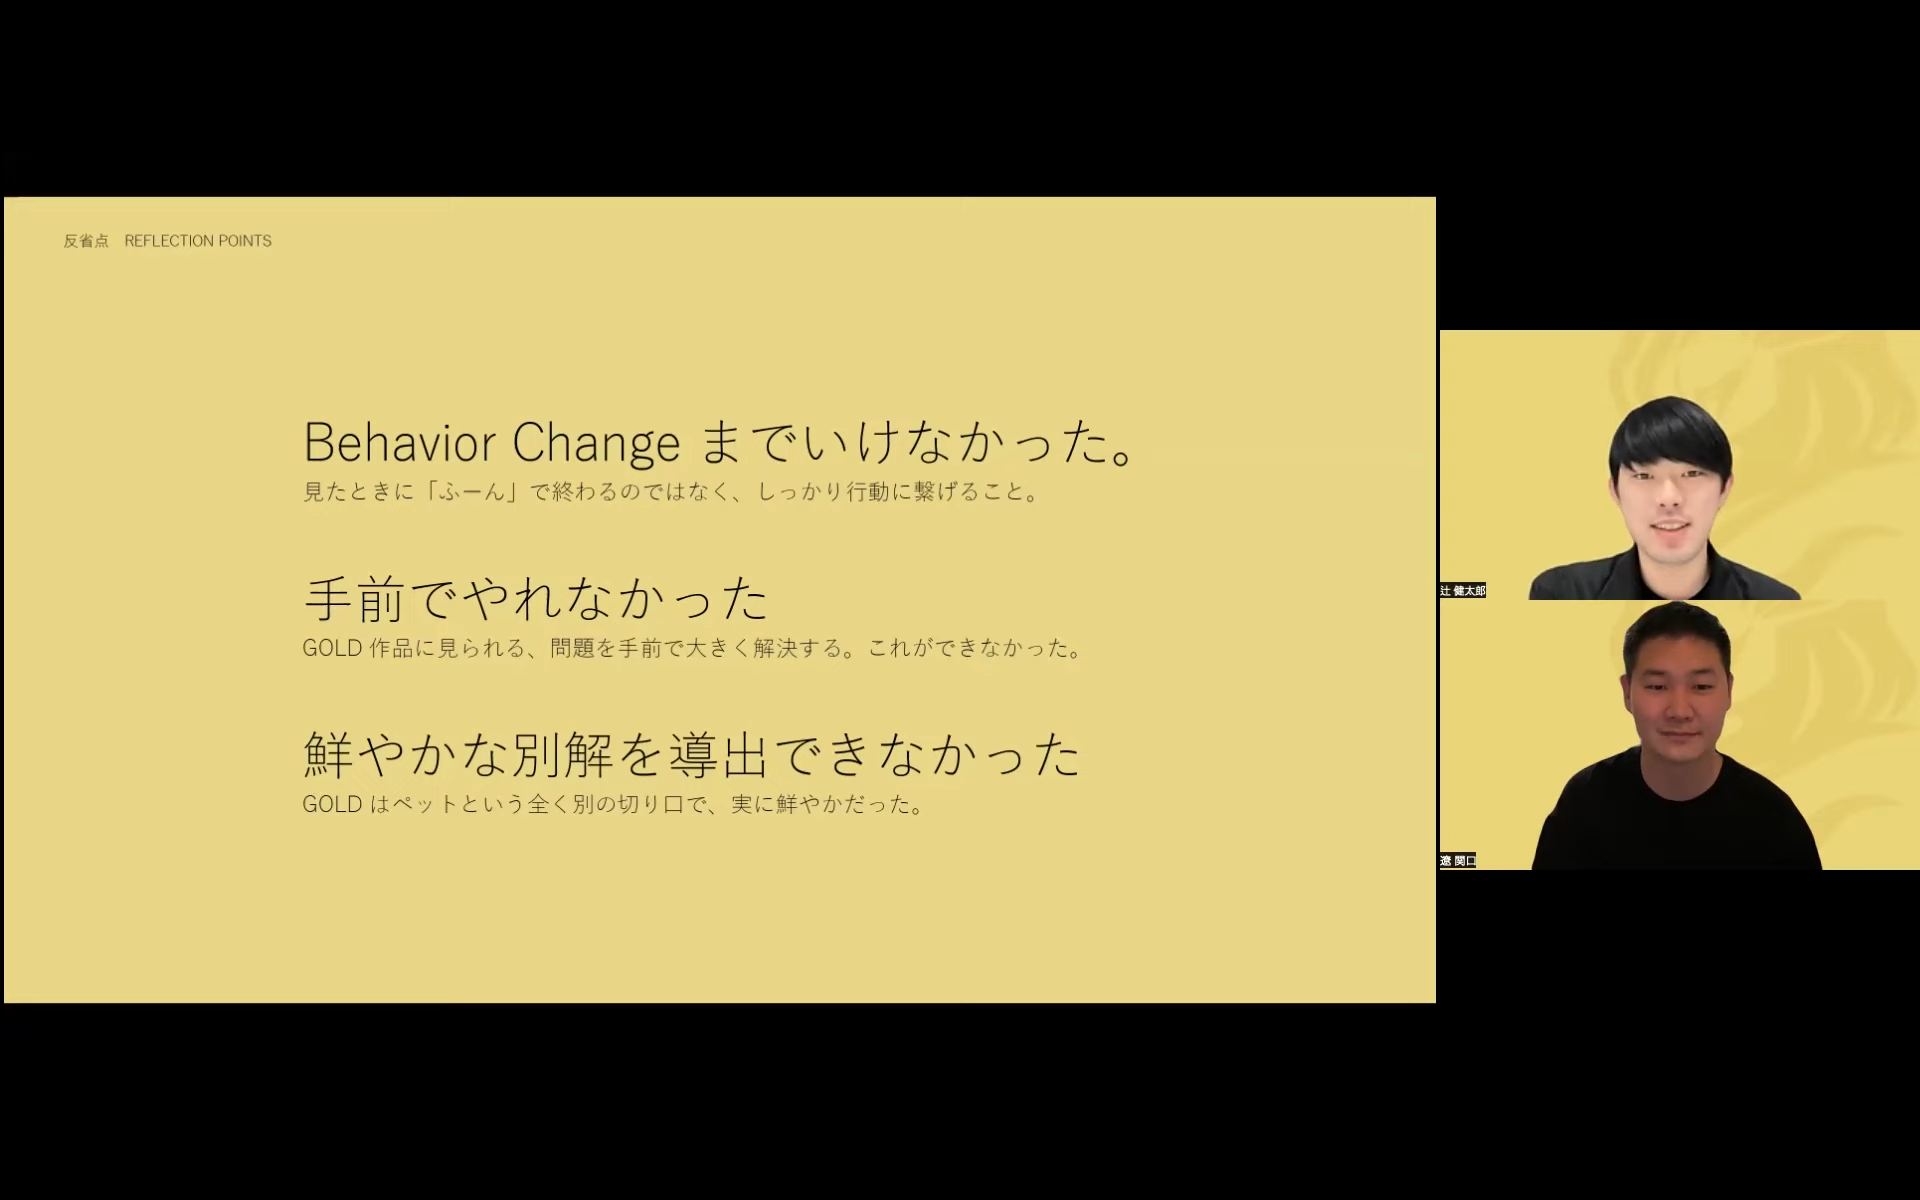 反省点 REFLECTION POINTS
Behavior Change までいけなかった。
見たときに「ふーん」で終わるのではなく、しっかり行動に繋げること。
手前でやれなかった
GOLD 作品に見られる、問題を手前で大きく解決する。これができなかった。
鮮やかな別解を導出できなかった
GOLD はペットという全く別の切り口で、実に鮮やかだった。
辻 健太郎
遼 関口